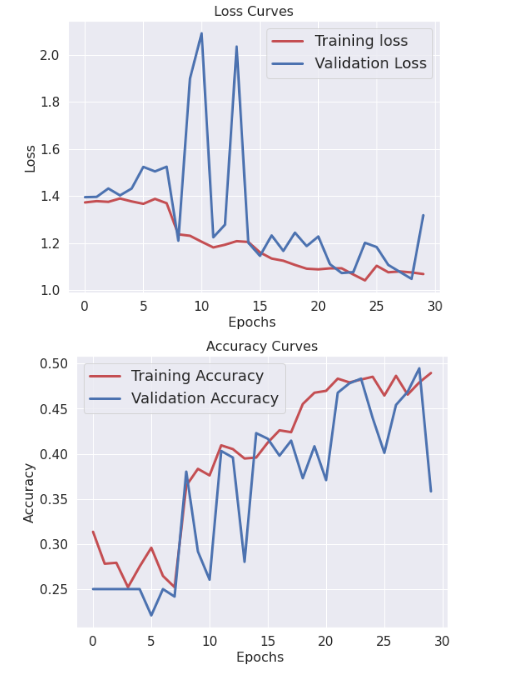 Loss Curves
Training loss
Validation Loss
2.0
1.8
1.6
1.4
1.2
1.0
Loss
0 5 10 15 20 25 30
Epochs
Accuracy Curves
Training Accuracy
Validation Accuracy
0.50
0.45
0.40
0.35
0.30
0.25
Accuracy
0 5 10 15 20 25 30
Epochs